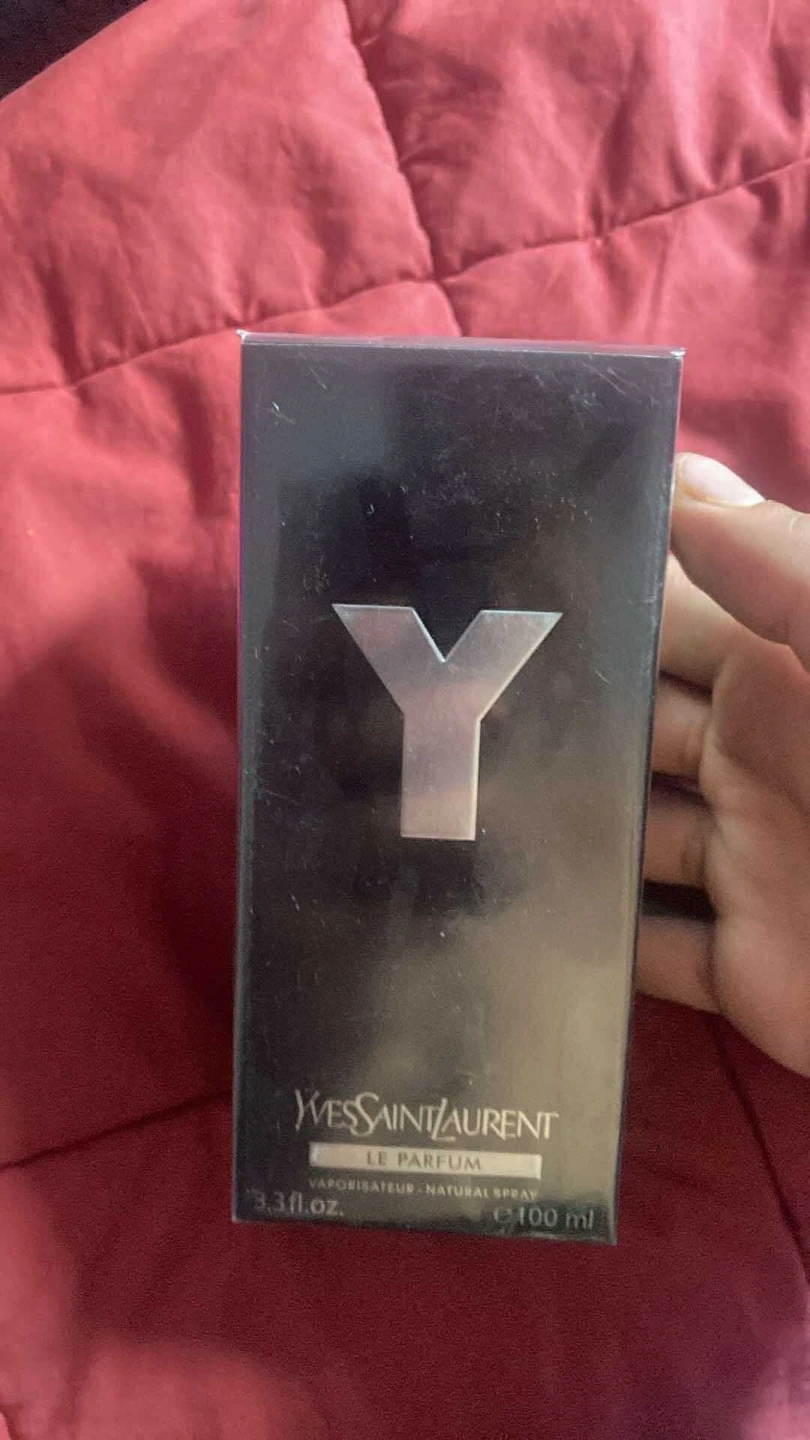 Y
YVESSAINTLAURENT
LE PARFUM
VAPORISATEUR - NATURAL SPRAY
3.3 fl.oz. ℮ 100 ml